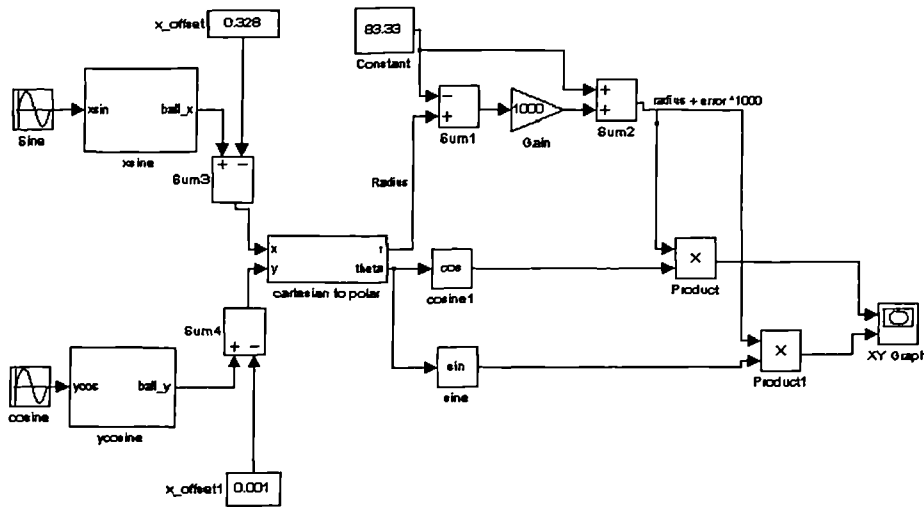 x_offset
0.328
83.33
Constant
Sine
xsin
ball_x
xsine
Sum3
−
+
Sum1
1000
Gain
+
+
Sum2
radius + error *1000
+ −
Radius
x
y
r
theta
cartesian to polar
cos
cosine1
×
Product
Sum4
+ −
sin
sine
×
Product1
XY Graph
cosine
ycos
ball_y
ycosine
x_offset1
0.001